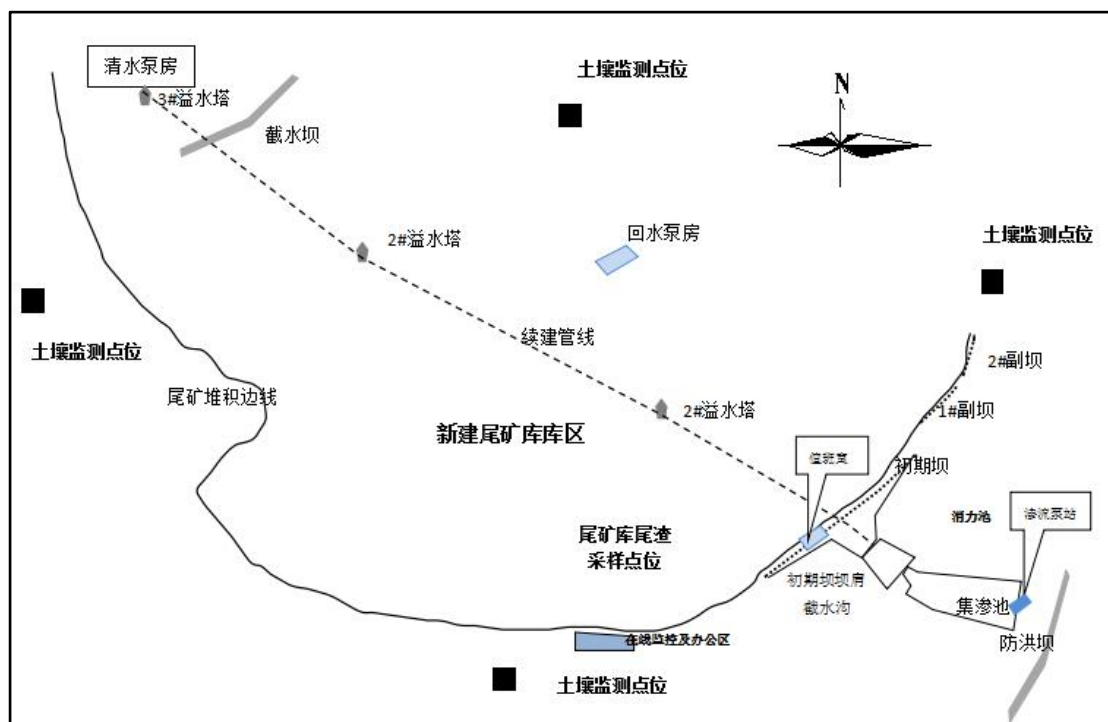 清水泵房
3#溢水塔
截水坝
土壤监测点位
N
2#溢水塔
回水泵房
土壤监测点位
土壤监测点位
续建管线
尾矿堆积边线
2#副坝
1#副坝
2#溢水塔
新建尾矿库库区
值班室
初期坝
消力池
渗流泵站
尾矿库尾渣
采样点位
初期坝坝肩
截水沟
集渗池
防洪坝
在线监控及办公区
土壤监测点位